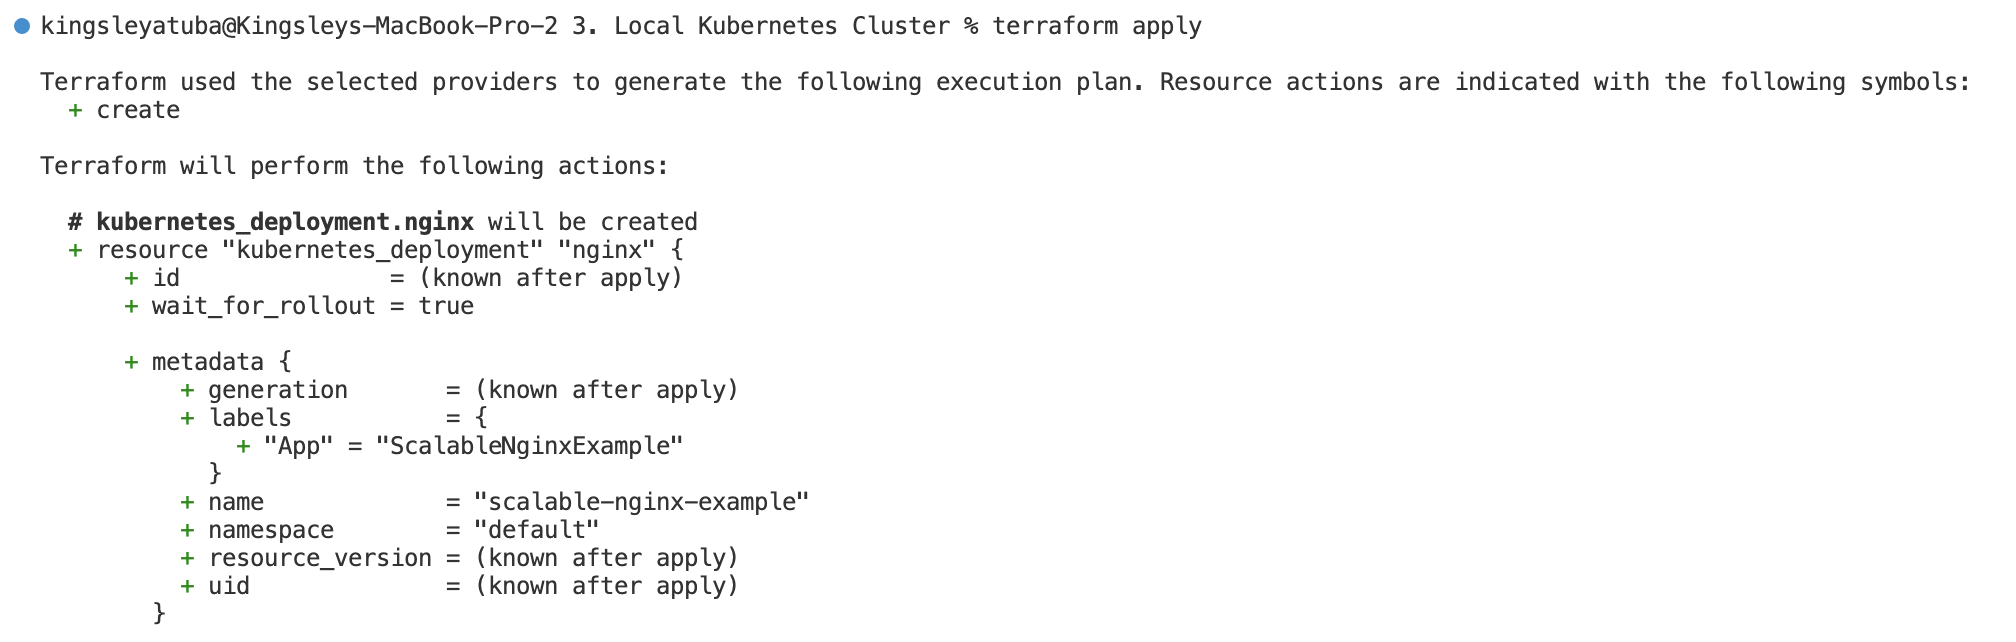 kingsleyatuba@Kingsleys-MacBook-Pro-2 3. Local Kubernetes Cluster % terraform apply
Terraform used the selected providers to generate the following execution plan. Resource actions are indicated with the following symbols:
  + create
Terraform will perform the following actions:
  # kubernetes_deployment.nginx will be created
  + resource "kubernetes_deployment" "nginx" {
      + id               = (known after apply)
      + wait_for_rollout = true
      + metadata {
          + generation       = (known after apply)
          + labels           = {
              + "App" = "ScalableNginxExample"
            }
          + name             = "scalable-nginx-example"
          + namespace        = "default"
          + resource_version = (known after apply)
          + uid              = (known after apply)
        }